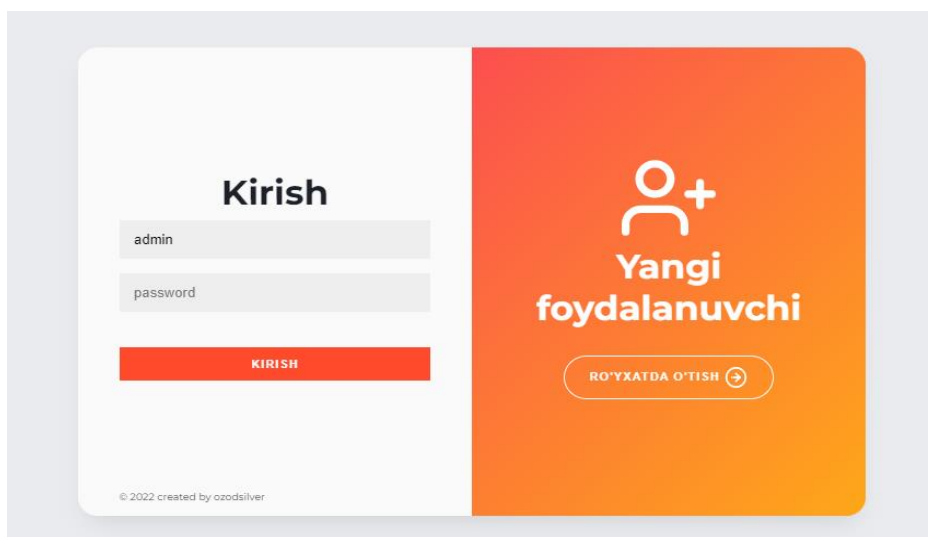 Kirish
admin
password
KIRISH
© 2022 created by ozodsilver
Yangi
foydalanuvchi
RO'YXATDA O'TISH